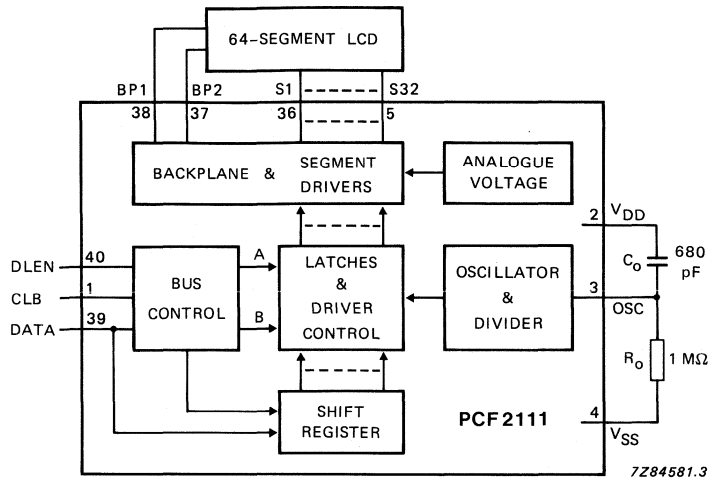 64-SEGMENT LCD
BP1 BP2 S1 S32
38 37 36 5
BACKPLANE & SEGMENT DRIVERS
ANALOGUE VOLTAGE
2 VDD
Co 680 pF
DLEN 40
CLB 1
DATA 39
BUS CONTROL
A
B
LATCHES & DRIVER CONTROL
OSCILLATOR & DIVIDER
3 OSC
Ro 1 MΩ
SHIFT REGISTER
PCF2111
4 VSS
7Z84581.3